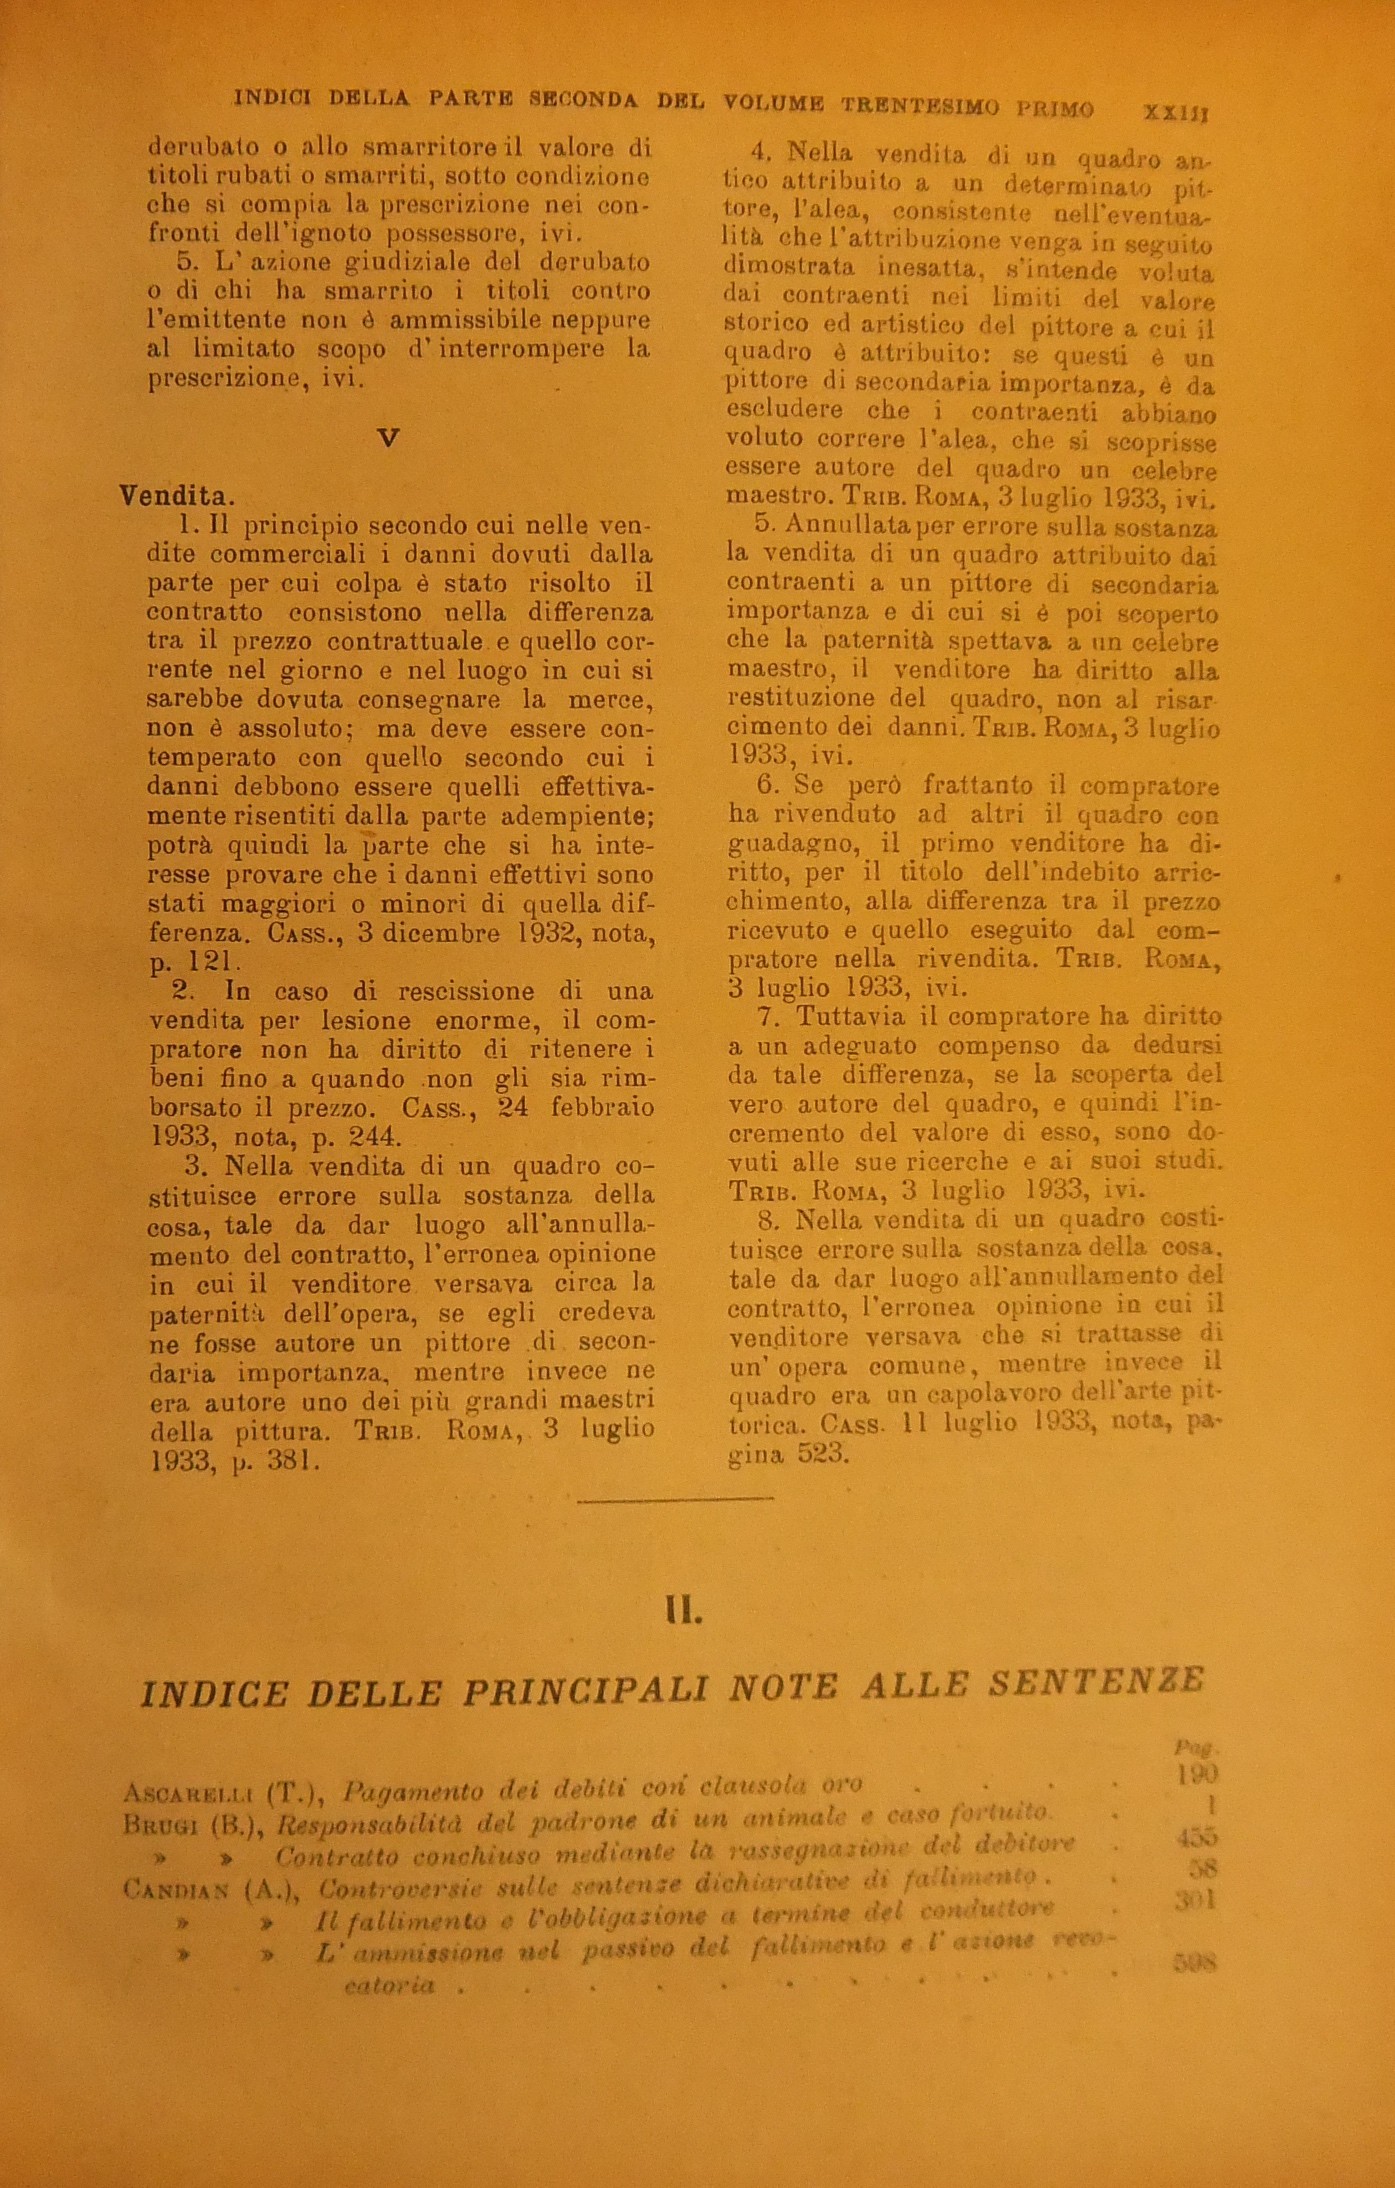 INDICI DELLA PARTE SECONDA DEL VOLUME TRENTESIMO PRIMO XXIII
derubato o allo smarritore il valore di
titoli rubati o smarriti, sotto condizione
che si compia la prescrizione nei con-
fronti dell'ignoto possessore, ivi.
5. L' azione giudiziale del derubato
o di chi ha smarrito i titoli contro
l'emittente non è ammissibile neppure
al limitato scopo d' interrompere la
prescrizione, ivi.
V
Vendita.
1. Il principio secondo cui nelle ven-
dite commerciali i danni dovuti dalla
parte per cui colpa è stato risolto il
contratto consistono nella differenza
tra il prezzo contrattuale e quello cor-
rente nel giorno e nel luogo in cui si
sarebbe dovuta consegnare la merce,
non è assoluto; ma deve essere con-
temperato con quello secondo cui i
danni debbono essere quelli effettiva-
mente risentiti dalla parte adempiente;
potrà quindi la parte che si ha inte-
resse provare che i danni effettivi sono
stati maggiori o minori di quella dif-
ferenza. CASS., 3 dicembre 1932, nota,
p. 121.
2. In caso di rescissione di una
vendita per lesione enorme, il com-
pratore non ha diritto di ritenere i
beni fino a quando non gli sia rim-
borsato il prezzo. CASS., 24 febbraio
1933, nota, p. 244.
3. Nella vendita di un quadro co-
stituisce errore sulla sostanza della
cosa, tale da dar luogo all'annulla-
mento del contratto, l'erronea opinione
in cui il venditore versava circa la
paternità dell'opera, se egli credeva
ne fosse autore un pittore di secon-
daria importanza, mentre invece ne
era autore uno dei più grandi maestri
della pittura. TRIB. ROMA, 3 luglio
1933, p. 381.
4. Nella vendita di un quadro an-
tico attribuito a un determinato pit-
tore, l'alea, consistente nell'eventua-
lità che l'attribuzione venga in seguito
dimostrata inesatta, s'intende voluta
dai contraenti nei limiti del valore
storico ed artistico del pittore a cui il
quadro è attribuito: se questi è un
pittore di secondaria importanza, è da
escludere che i contraenti abbiano
voluto correre l'alea, che si scoprisse
essere autore del quadro un celebre
maestro. TRIB. ROMA, 3 luglio 1933, ivi.
5. Annullata per errore sulla sostanza
la vendita di un quadro attribuito dai
contraenti a un pittore di secondaria
importanza e di cui si è poi scoperto
che la paternità spettava a un celebre
maestro, il venditore ha diritto alla
restituzione del quadro, non al risar-
cimento dei danni. TRIB. ROMA, 3 luglio
1933, ivi.
6. Se però frattanto il compratore
ha rivenduto ad altri il quadro con
guadagno, il primo venditore ha di-
ritto, per il titolo dell'indebito arric-
chimento, alla differenza tra il prezzo
ricevuto e quello eseguito dal com-
pratore nella rivendita. TRIB. ROMA,
3 luglio 1933, ivi.
7. Tuttavia il compratore ha diritto
a un adeguato compenso da dedursi
da tale differenza, se la scoperta del
vero autore del quadro, e quindi l'in-
cremento del valore di esso, sono do-
vuti alle sue ricerche e ai suoi studi.
TRIB. ROMA, 3 luglio 1933, ivi.
8. Nella vendita di un quadro costi-
tuisce errore sulla sostanza della cosa,
tale da dar luogo all'annullamento del
contratto, l'erronea opinione in cui il
venditore versava che si trattasse di
un' opera comune, mentre invece il
quadro era un capolavoro dell'arte pit-
torica. CASS. 11 luglio 1933, nota, pa-
gina 523.
II.
INDICE DELLE PRINCIPALI NOTE ALLE SENTENZE
Pag.
ASCARELLI (T.), Pagamento dei debiti con clausola oro . . . . 190
BRUGI (B.), Responsabilità del padrone di un animale e caso fortuito. . 1
» » Contratto conchiuso mediante la rassegnazione del debitore . 455
CANDIAN (A.), Controversie sulle sentenze dichiarative di fallimento . . 58
» » Il fallimento e l'obbligazione a termine del conduttore . 301
» » L' ammissione nel passivo del fallimento e l' azione revo-
catoria . . . . . . . . . . . 598